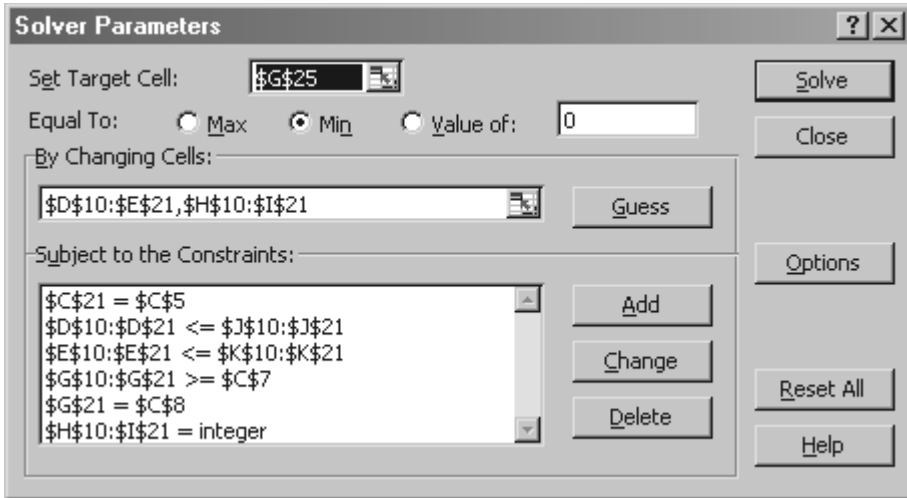 Solver Parameters
Set Target Cell: $G$25 Solve
Equal To: Max Min Value of: 0 Close
By Changing Cells:
$D$10:$E$21,$H$10:$I$21 Guess
Subject to the Constraints: Options
$C$21 = $C$5 Add
$D$10:$D$21 <= $J$10:$J$21
$E$10:$E$21 <= $K$10:$K$21 Change
$G$10:$G$21 >= $C$7
$G$21 = $C$8 Delete Reset All
$H$10:$I$21 = integer Help